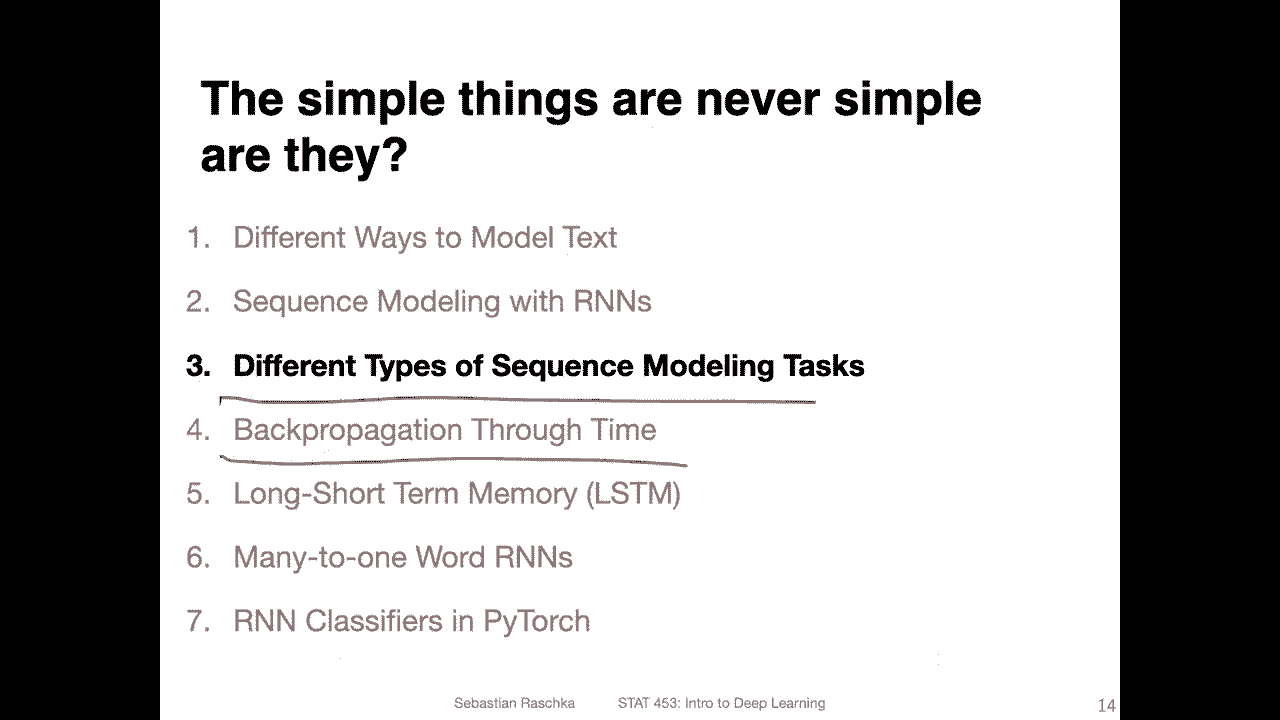 The simple things are never simple
are they?
1. Different Ways to Model Text
2. Sequence Modeling with RNNs
3. Different Types of Sequence Modeling Tasks
4. Backpropagation Through Time
5. Long-Short Term Memory (LSTM)
6. Many-to-one Word RNNs
7. RNN Classifiers in PyTorch
Sebastian Raschka STAT 453: Intro to Deep Learning 14